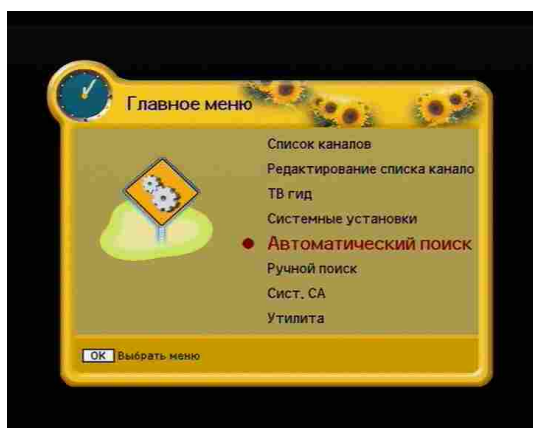 Главное меню
Список каналов
Редактирование списка канало
ТВ гид
Системные установки
Автоматический поиск
Ручной поиск
Сист. CA
Утилита
OK Выбрать меню